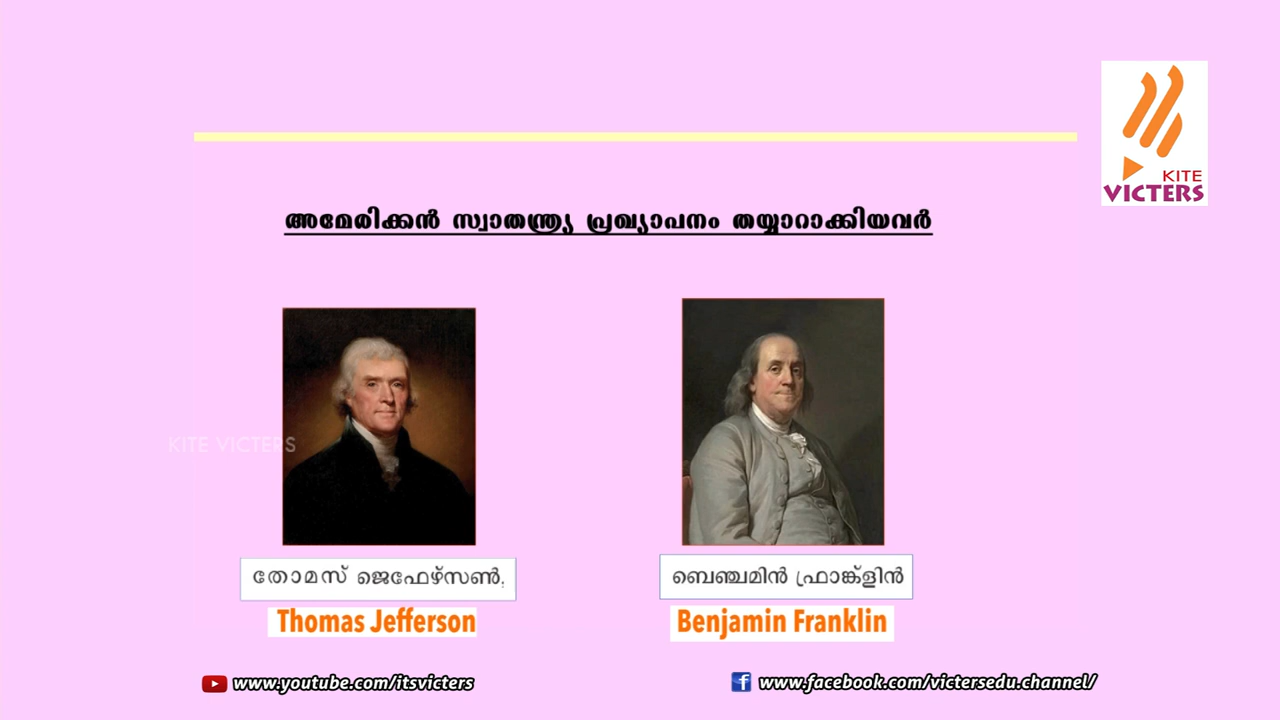 KITE
VICTERS
അമേരിക്കൻ സ്വാതന്ത്ര്യ പ്രഖ്യാപനം തയ്യാറാക്കിയവർ
KITE VICTERS
തോമസ് ജെഫേഴ്സൺ.
ബെഞ്ചമിൻ ഫ്രാങ്ക്ളിൻ
Thomas Jefferson
Benjamin Franklin
www.youtube.com/itsvicters
www.facebook.com/victersedu.channel/